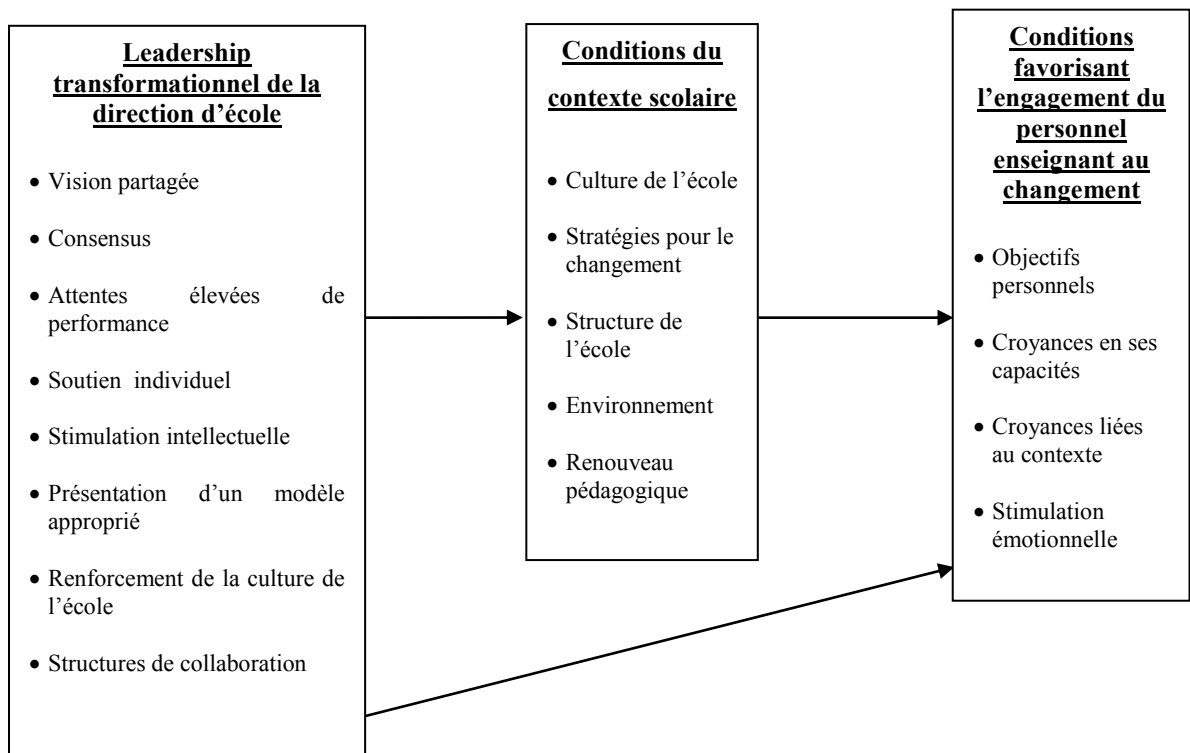 Leadership
transformationnel de la
direction d’école
• Vision partagée
• Consensus
• Attentes élevées de
performance
• Soutien individuel
• Stimulation intellectuelle
• Présentation d’un modèle
approprié
• Renforcement de la culture de
l’école
• Structures de collaboration
Conditions du
contexte scolaire
• Culture de l’école
• Stratégies pour le
changement
• Structure de
l’école
• Environnement
• Renouveau
pédagogique
Conditions
favorisant
l’engagement du
personnel
enseignant au
changement
• Objectifs
personnels
• Croyances en ses
capacités
• Croyances liées
au contexte
• Stimulation
émotionnelle